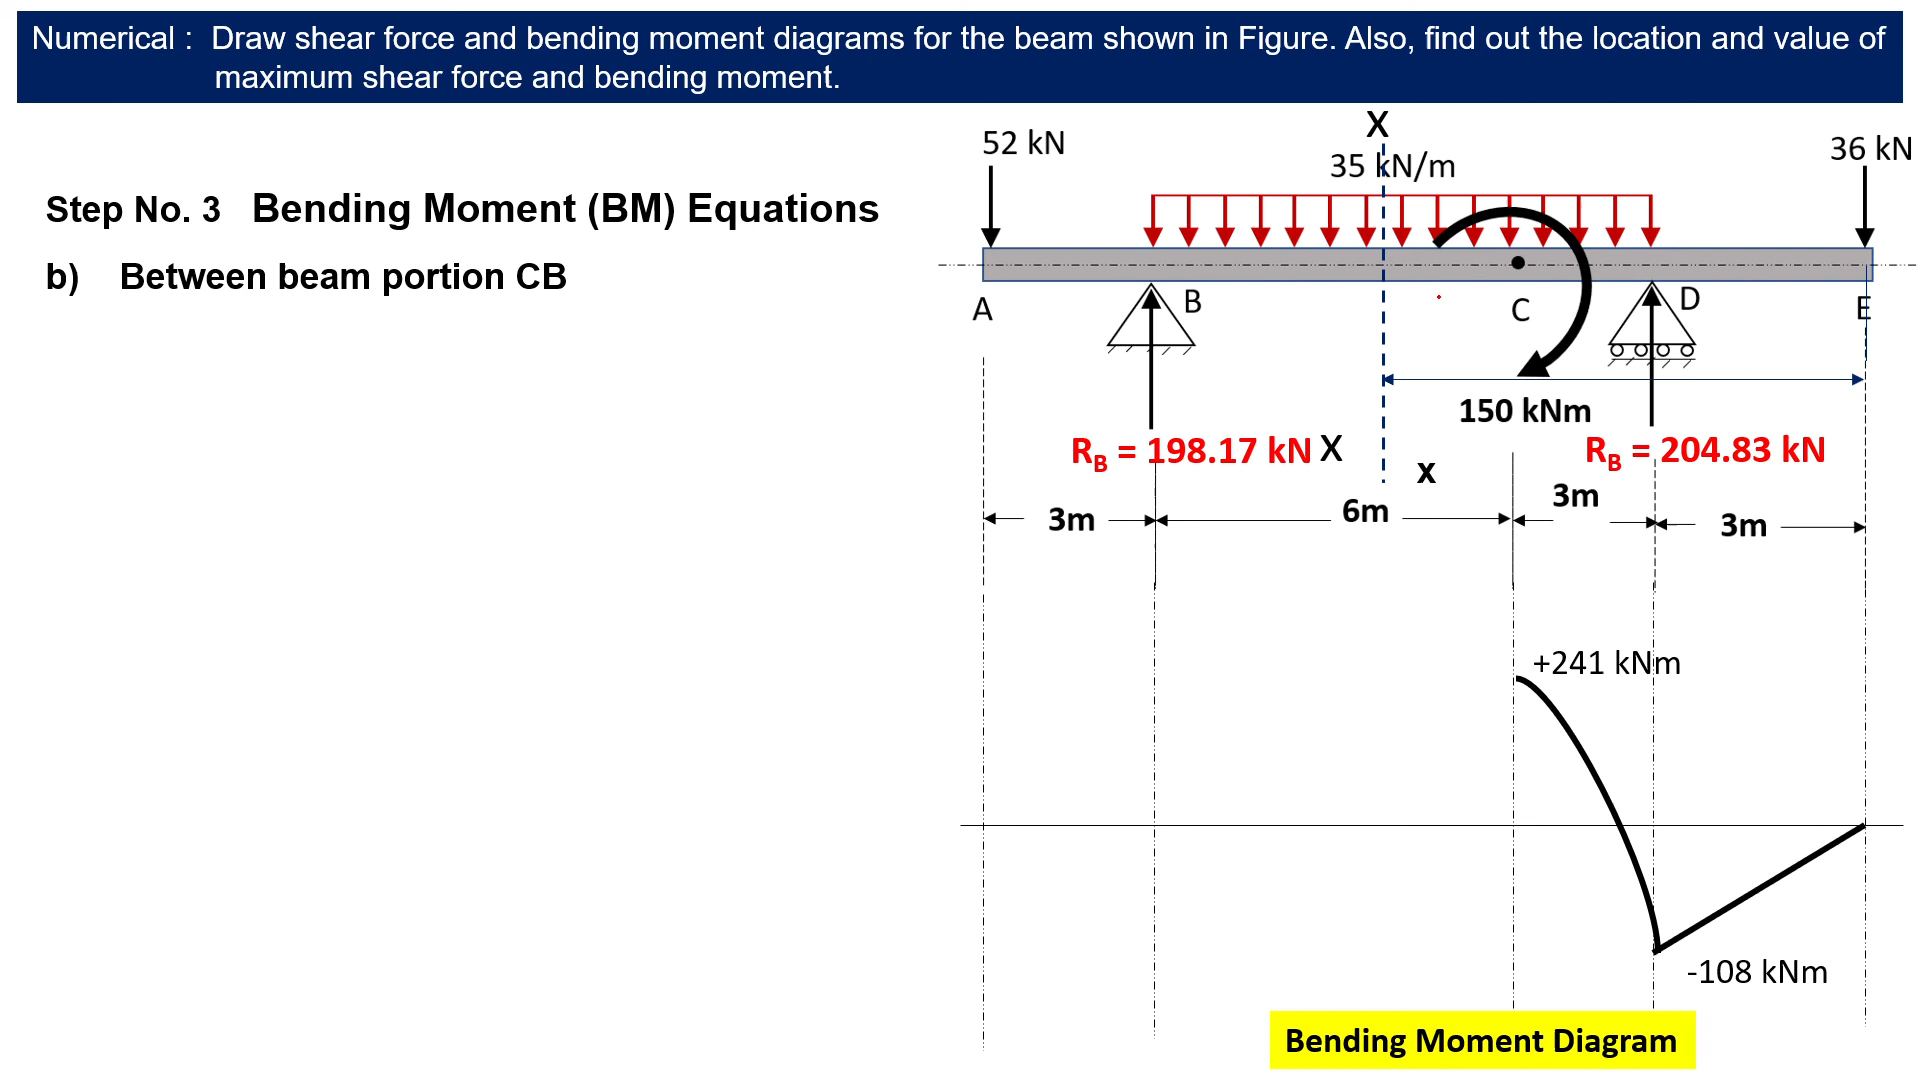 Numerical : Draw shear force and bending moment diagrams for the beam shown in Figure. Also, find out the location and value of
maximum shear force and bending moment.
Step No. 3 Bending Moment (BM) Equations
b) Between beam portion CB
X
52 kN
35 kN/m
36 kN
A
B
C
D
E
150 kNm
RB = 198.17 kN
X
RB = 204.83 kN
x
3m
6m
3m
3m
+241 kNm
-108 kNm
Bending Moment Diagram